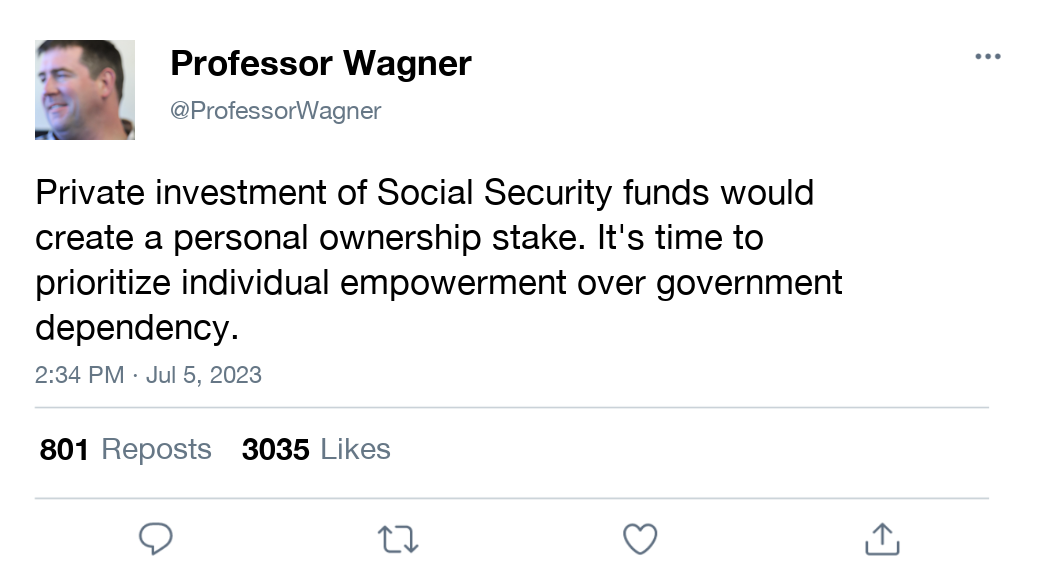 Professor Wagner
@ProfessorWagner
Private investment of Social Security funds would
create a personal ownership stake. It's time to
prioritize individual empowerment over government
dependency.
2:34 PM · Jul 5, 2023
801 Reposts 3035 Likes